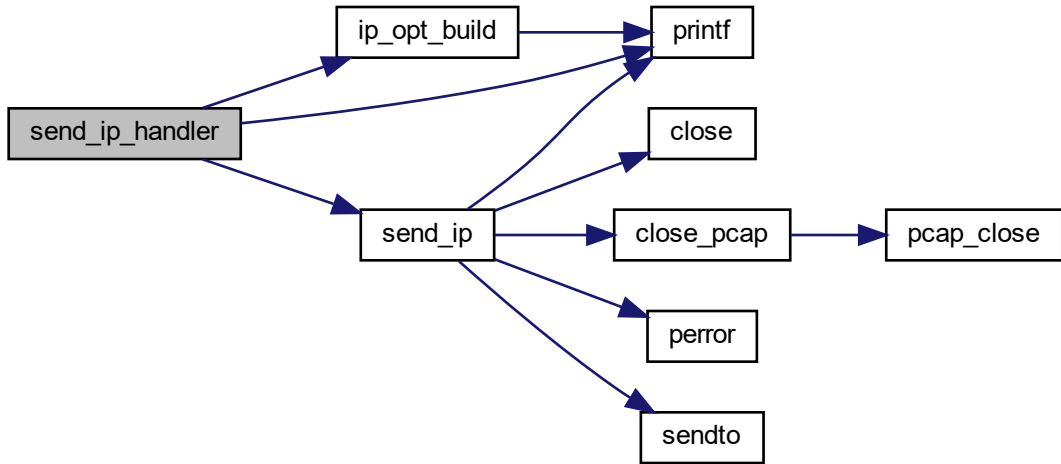 ip_opt_build
printf
send_ip_handler
close
send_ip
close_pcap
pcap_close
perror
sendto